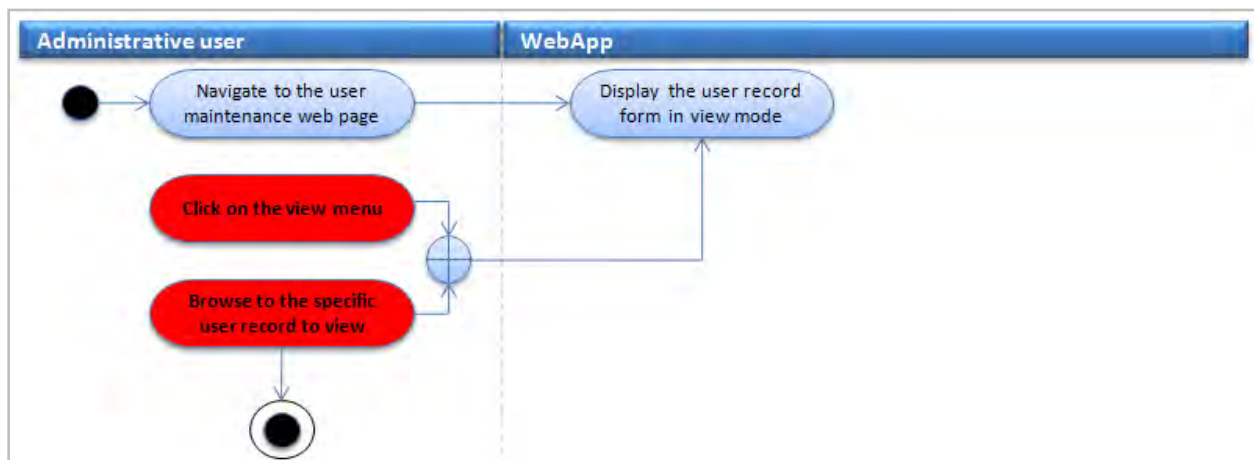 Administrative user
WebApp
Navigate to the user
maintenance web page
Display the user record
form in view mode
Click on the view menu
Browse to the specific
user record to view